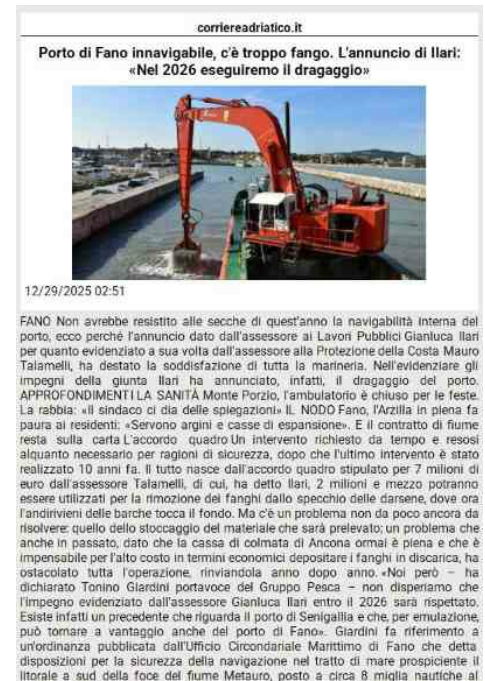 corriereadriatico.it
Porto di Fano innavigabile, c'è troppo fango. L'annuncio di Ilari:
«Nel 2026 eseguiremo il dragaggio»
12/29/2025 02:51
FANO Non avrebbe resistito alle secche di quest'anno la navigabilità interna del
porto, ecco perché l'annuncio dato dall'assessore ai Lavori Pubblici Gianluca Ilari
per quanto evidenziato a sua volta dall'assessore alla Protezione della Costa Mauro
Talamelli, ha destato la soddisfazione di tutta la marineria. Nell'evidenziare gli
impegni della giunta Ilari ha annunciato, infatti, il dragaggio del porto.
APPROFONDIMENTI LA SANITÀ Monte Porzio, l'ambulatorio è chiuso per le feste.
La rabbia: «Il sindaco ci dia delle spiegazioni» IL NODO Fano, l'Arzilla in piena fa
paura ai residenti: «Servono argini e casse di espansione». E il contratto di fiume
resta sulla carta L'accordo quadro Un intervento richiesto da tempo e resosi
alquanto necessario per ragioni di sicurezza, dopo che l'ultimo intervento è stato
realizzato 10 anni fa. Il tutto nasce dall'accordo quadro stipulato per 7 milioni di
euro dall'assessore Talamelli, di cui, ha detto Ilari, 2 milioni e mezzo potranno
essere utilizzati per la rimozione dei fanghi dallo specchio delle darsene, dove ora
l'andirivieni delle barche tocca il fondo. Ma c'è un problema non da poco ancora da
risolvere: quello dello stoccaggio del materiale che sarà prelevato; un problema che
anche in passato, dato che la cassa di colmata di Ancona ormai è piena e che è
impensabile per l'alto costo in termini economici depositare i fanghi in discarica, ha
ostacolato tutta l'operazione, rinviandola anno dopo anno. «Noi però – ha
dichiarato Tonino Giardini portavoce del Gruppo Pesca – non disperiamo che
l'impegno evidenziato dall'assessore Gianluca Ilari entro il 2026 sarà rispettato.
Esiste infatti un precedente che riguarda il porto di Senigallia e che, per emulazione,
può tornare a vantaggio anche del porto di Fano». Giardini fa riferimento a
un'ordinanza pubblicata dall'Ufficio Circondariale Marittimo di Fano che detta
disposizioni per la sicurezza della navigazione nel tratto di mare prospiciente il
litorale a sud della foce del fiume Metauro, posto a circa 8 miglia nautiche al